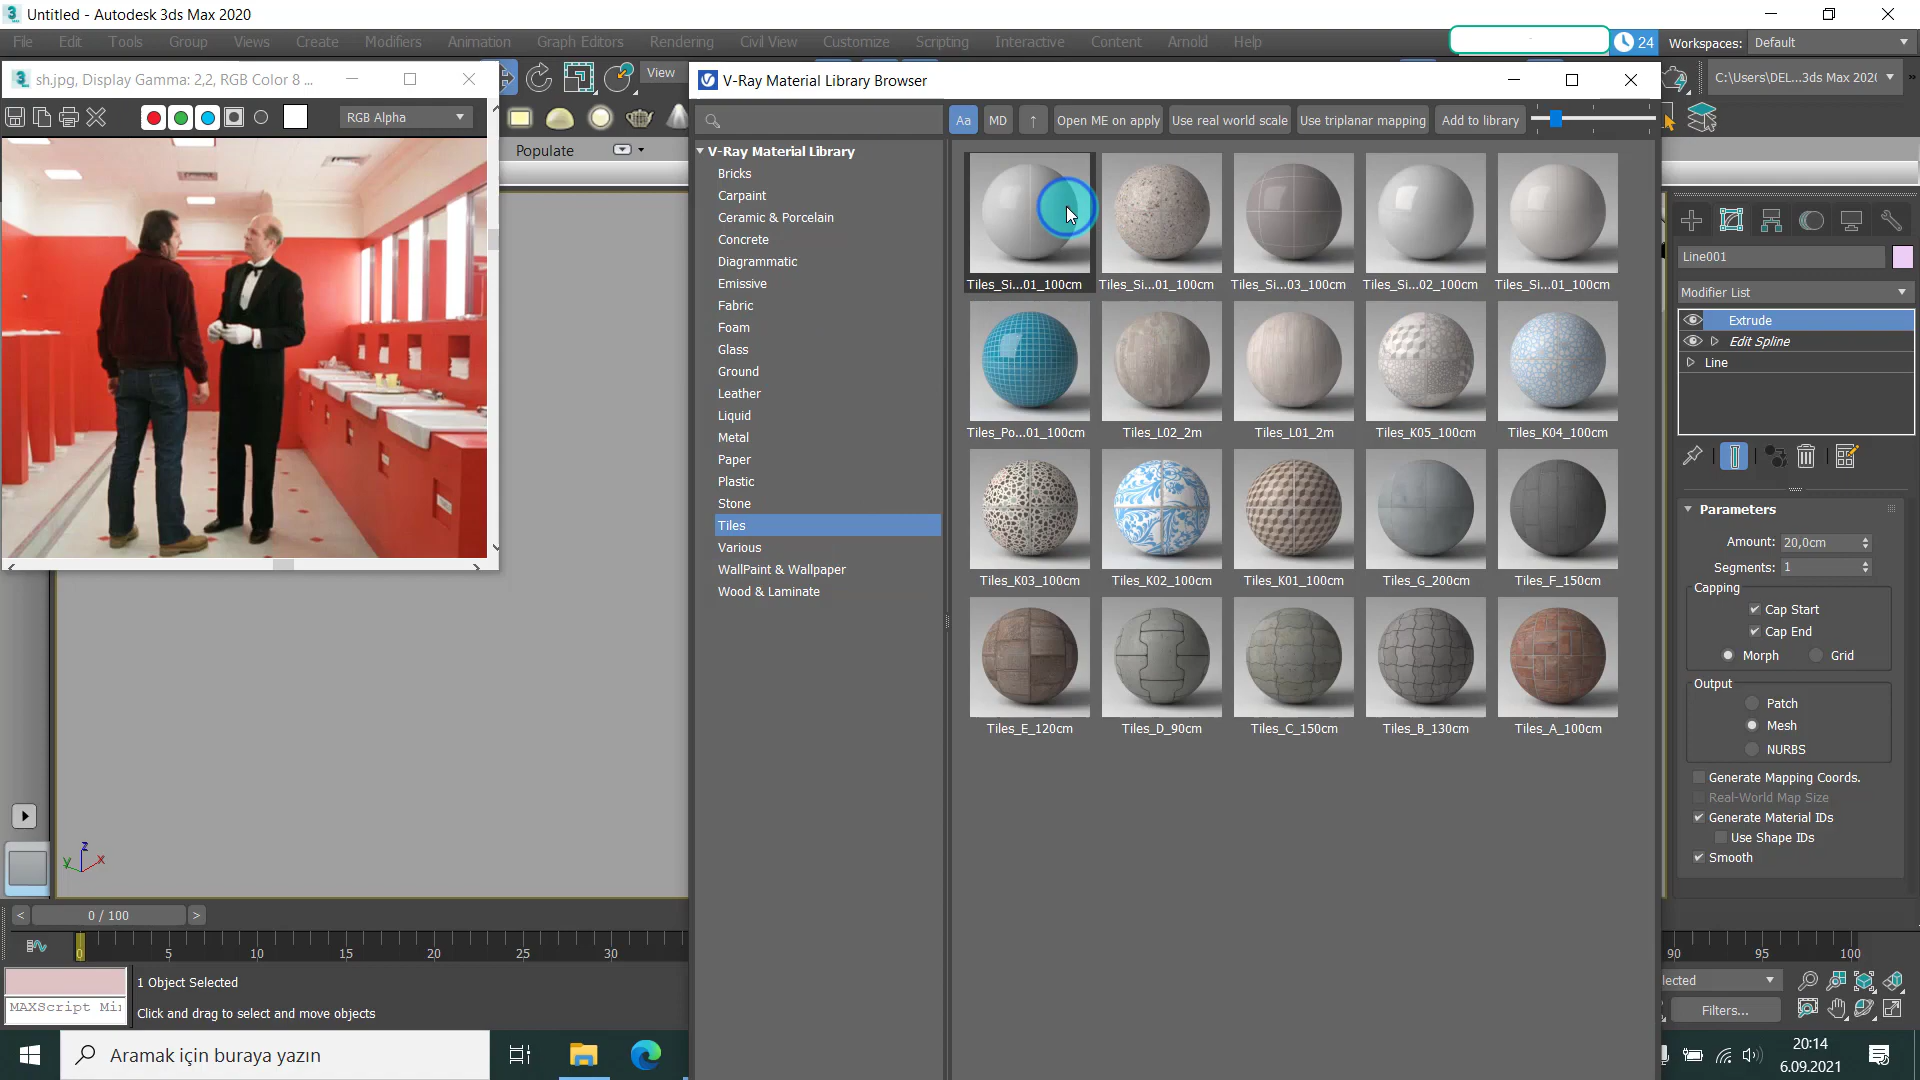 Untitled - Autodesk 3ds Max 2020
File Edit Tools Group Views Create Modifiers Animation Graph Editors Rendering Civil View Customize Scripting Interactive Content Arnold Help
24 Workspaces: Default
sh.jpg, Display Gamma: 2,2, RGB Color 8 ...
View
V-Ray Material Library Browser
C:\Users\DEL...3ds Max 202
RGB Alpha
Aa MD ↑ Open ME on apply Use real world scale Use triplanar mapping Add to library
Populate
V-Ray Material Library
Bricks
Carpaint
Ceramic & Porcelain
Concrete
Diagrammatic
Emissive
Fabric
Foam
Glass
Ground
Leather
Liquid
Metal
Paper
Plastic
Stone
Tiles
Various
WallPaint & Wallpaper
Wood & Laminate
Tiles_Si...01_100cm Tiles_Si...01_100cm Tiles_Si...03_100cm Tiles_Si...02_100cm Tiles_Si...01_100cm
Tiles_Po...01_100cm Tiles_L02_2m Tiles_L01_2m Tiles_K05_100cm Tiles_K04_100cm
Tiles_K03_100cm Tiles_K02_100cm Tiles_K01_100cm Tiles_G_200cm Tiles_F_150cm
Tiles_E_120cm Tiles_D_90cm Tiles_C_150cm Tiles_B_130cm Tiles_A_100cm
Line001
Modifier List
Extrude
Edit Spline
Line
Parameters
Amount: 20,0cm
Segments: 1
Capping
Cap Start
Cap End
Morph Grid
Output
Patch
Mesh
NURBS
Generate Mapping Coords.
Real-World Map Size
Generate Material IDs
Use Shape IDs
Smooth
z
y x
< 0 / 100 >
0 5 10 15 20 25 30 90 95 100
1 Object Selected
MAXScript Mi
Click and drag to select and move objects
lected
Filters...
Aramak için buraya yazın
20:14
6.09.2021